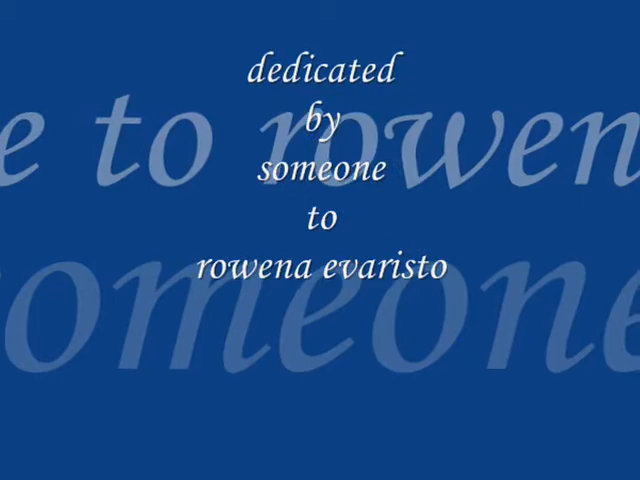 dedicated
by
someone
to
rowena evaristo
e to rowen
omeone